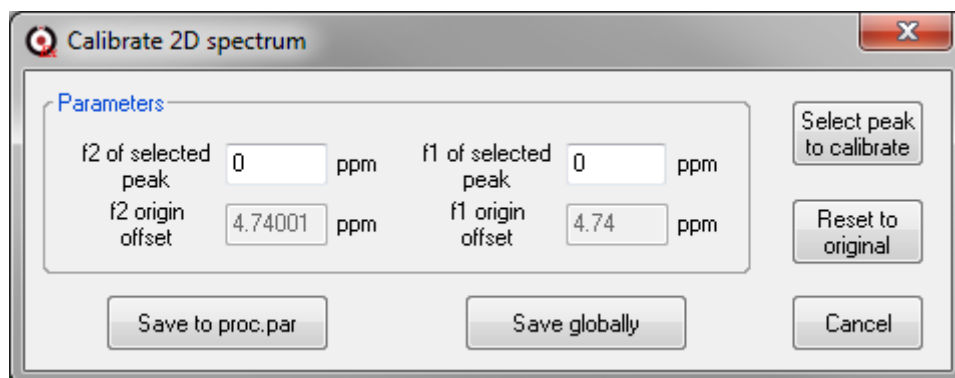 Calibrate 2D spectrum
Parameters
f2 of selected
peak
0
ppm
f1 of selected
peak
0
ppm
f2 origin
offset
4.74001
ppm
f1 origin
offset
4.74
ppm
Select peak
to calibrate
Reset to
original
Save to proc.par
Save globally
Cancel